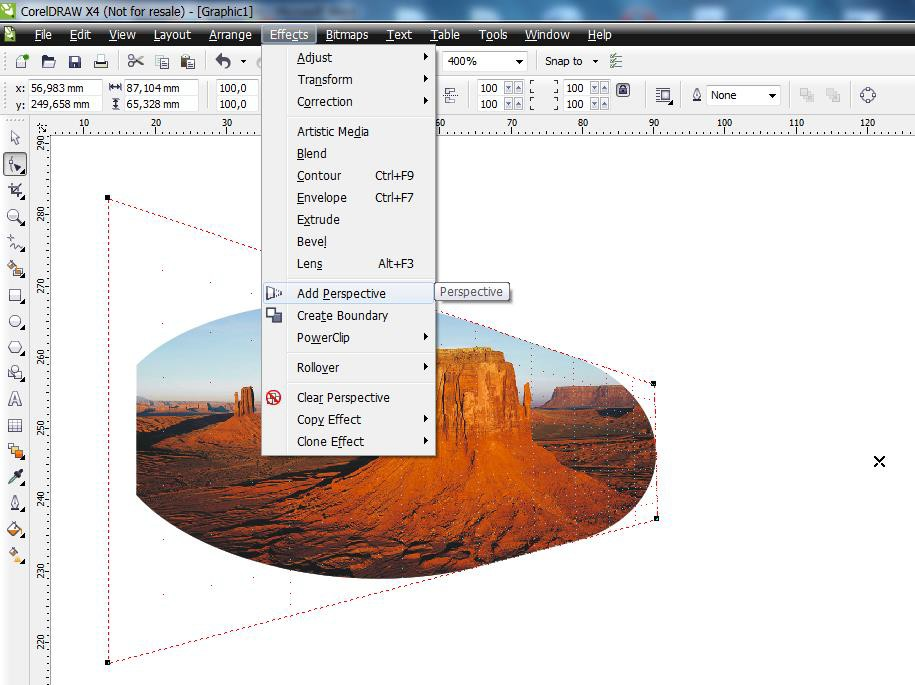 CorelDRAW X4 (Not for resale) - [Graphic1]
File Edit View Layout Arrange Effects Bitmaps Text Table Tools Window Help
400% Snap to
x: 56,983 mm 87,104 mm 100,0 100 100 None
y: 249,658 mm 65,328 mm 100,0 100 100
10 20 30 60 70 80 90 100 110 120
290
280
270
260
250
240
230
220
Adjust
Transform
Correction
Artistic Media
Blend
Contour Ctrl+F9
Envelope Ctrl+F7
Extrude
Bevel
Lens Alt+F3
Add Perspective
Perspective
Create Boundary
PowerClip
Rollover
Clear Perspective
Copy Effect
Clone Effect